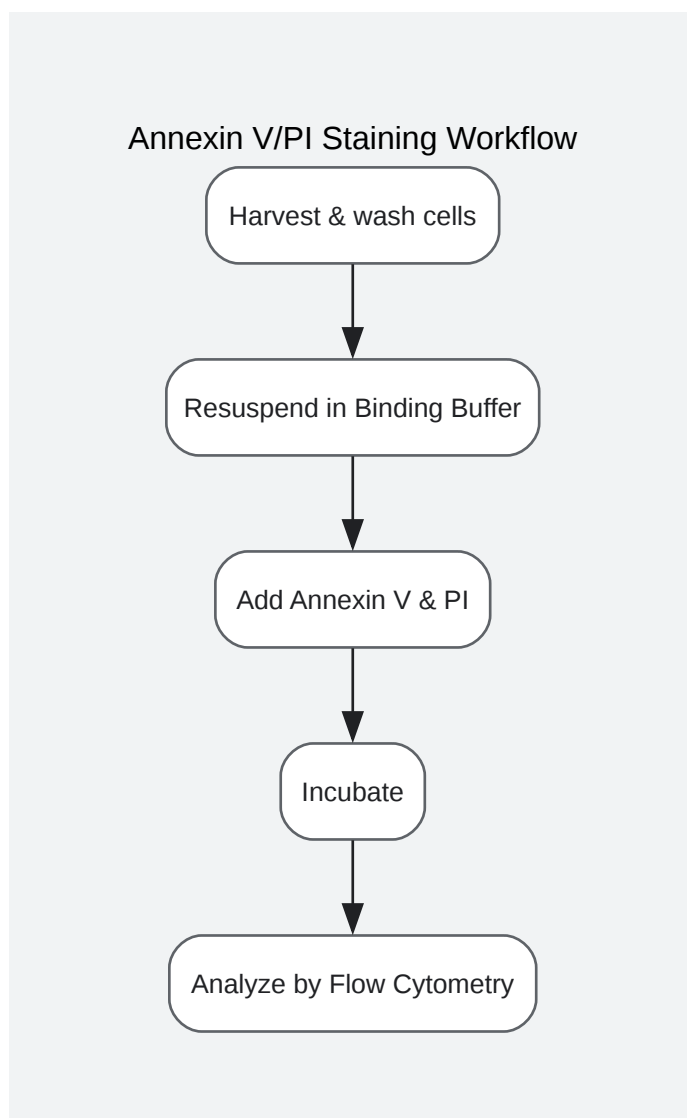 Annexin V/PI Staining Workflow
Harvest & wash cells
Resuspend in Binding Buffer
Add Annexin V & PI
Incubate
Analyze by Flow Cytometry